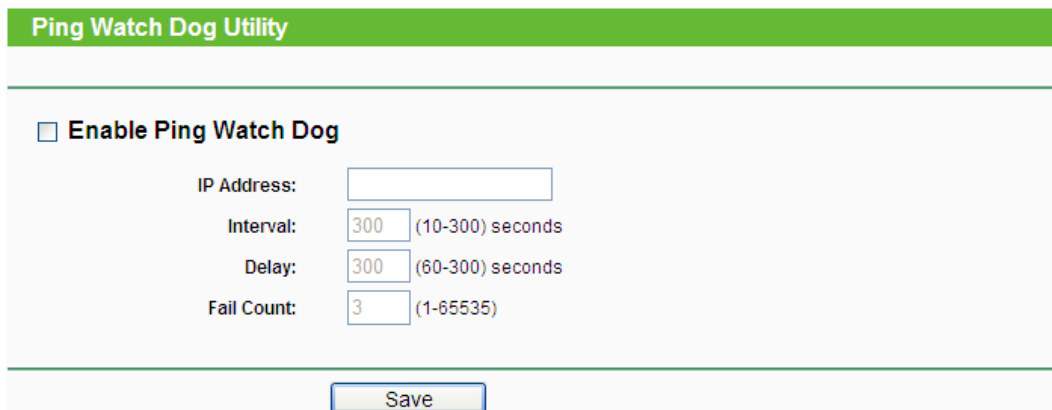 Ping Watch Dog Utility
Enable Ping Watch Dog
IP Address:
Interval: 300 (10-300) seconds
Delay: 300 (60-300) seconds
Fail Count: 3 (1-65535)
Save